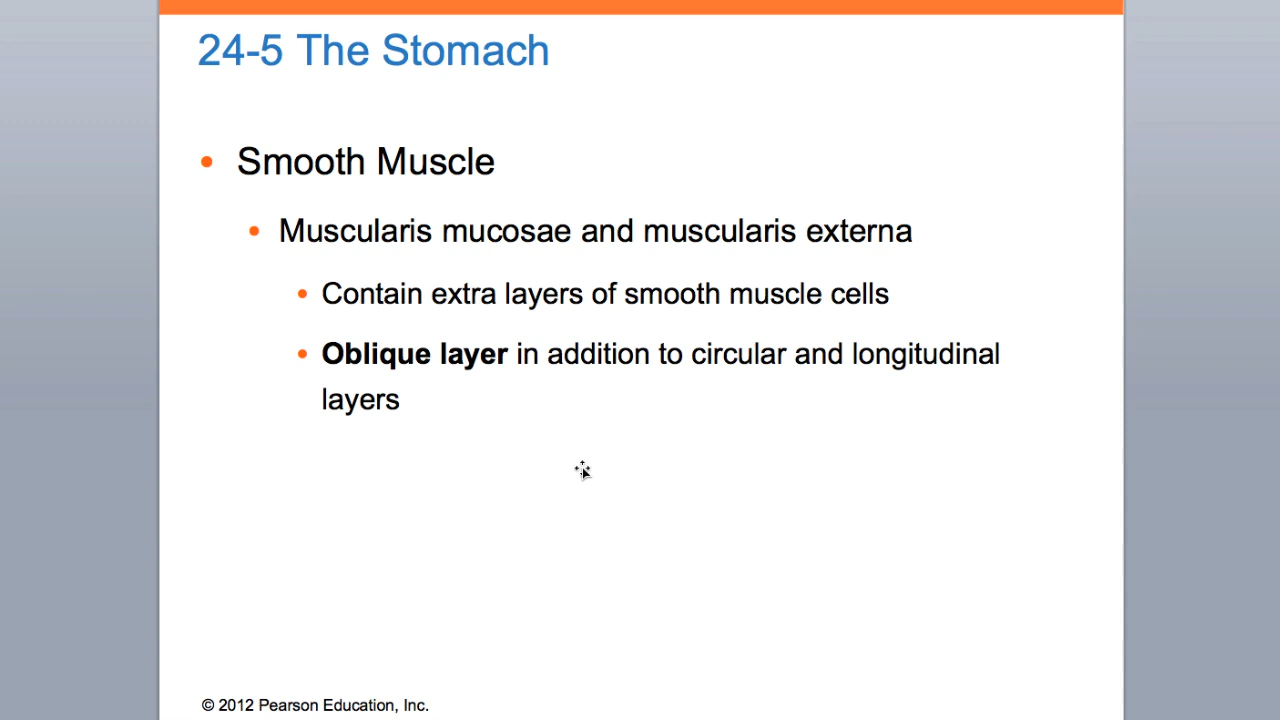 24-5 The Stomach
• Smooth Muscle
• Muscularis mucosae and muscularis externa
• Contain extra layers of smooth muscle cells
• Oblique layer in addition to circular and longitudinal
layers
© 2012 Pearson Education, Inc.